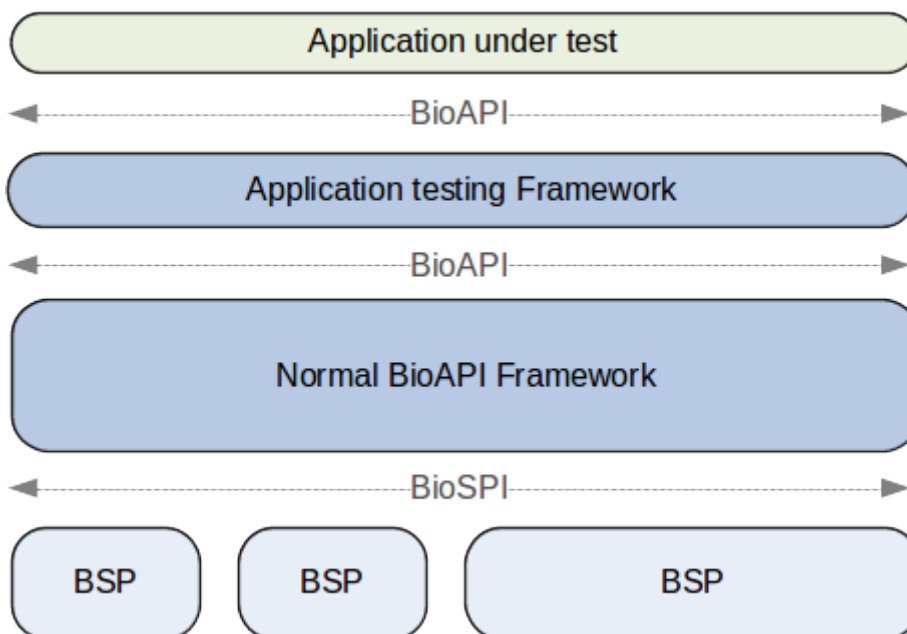 Application under test
BioAPI
Application testing Framework
BioAPI
Normal BioAPI Framework
BioSPI
BSP BSP BSP